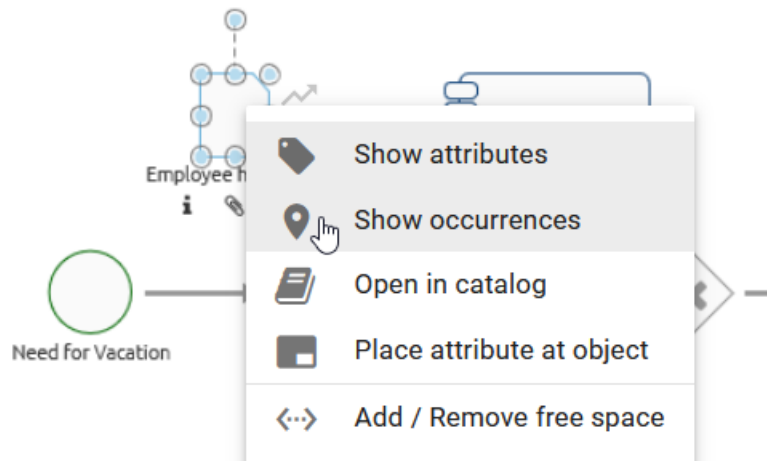 Show attributes
Employee h
Show occurrences
Open in catalog
Need for Vacation
Place attribute at object
Add / Remove free space